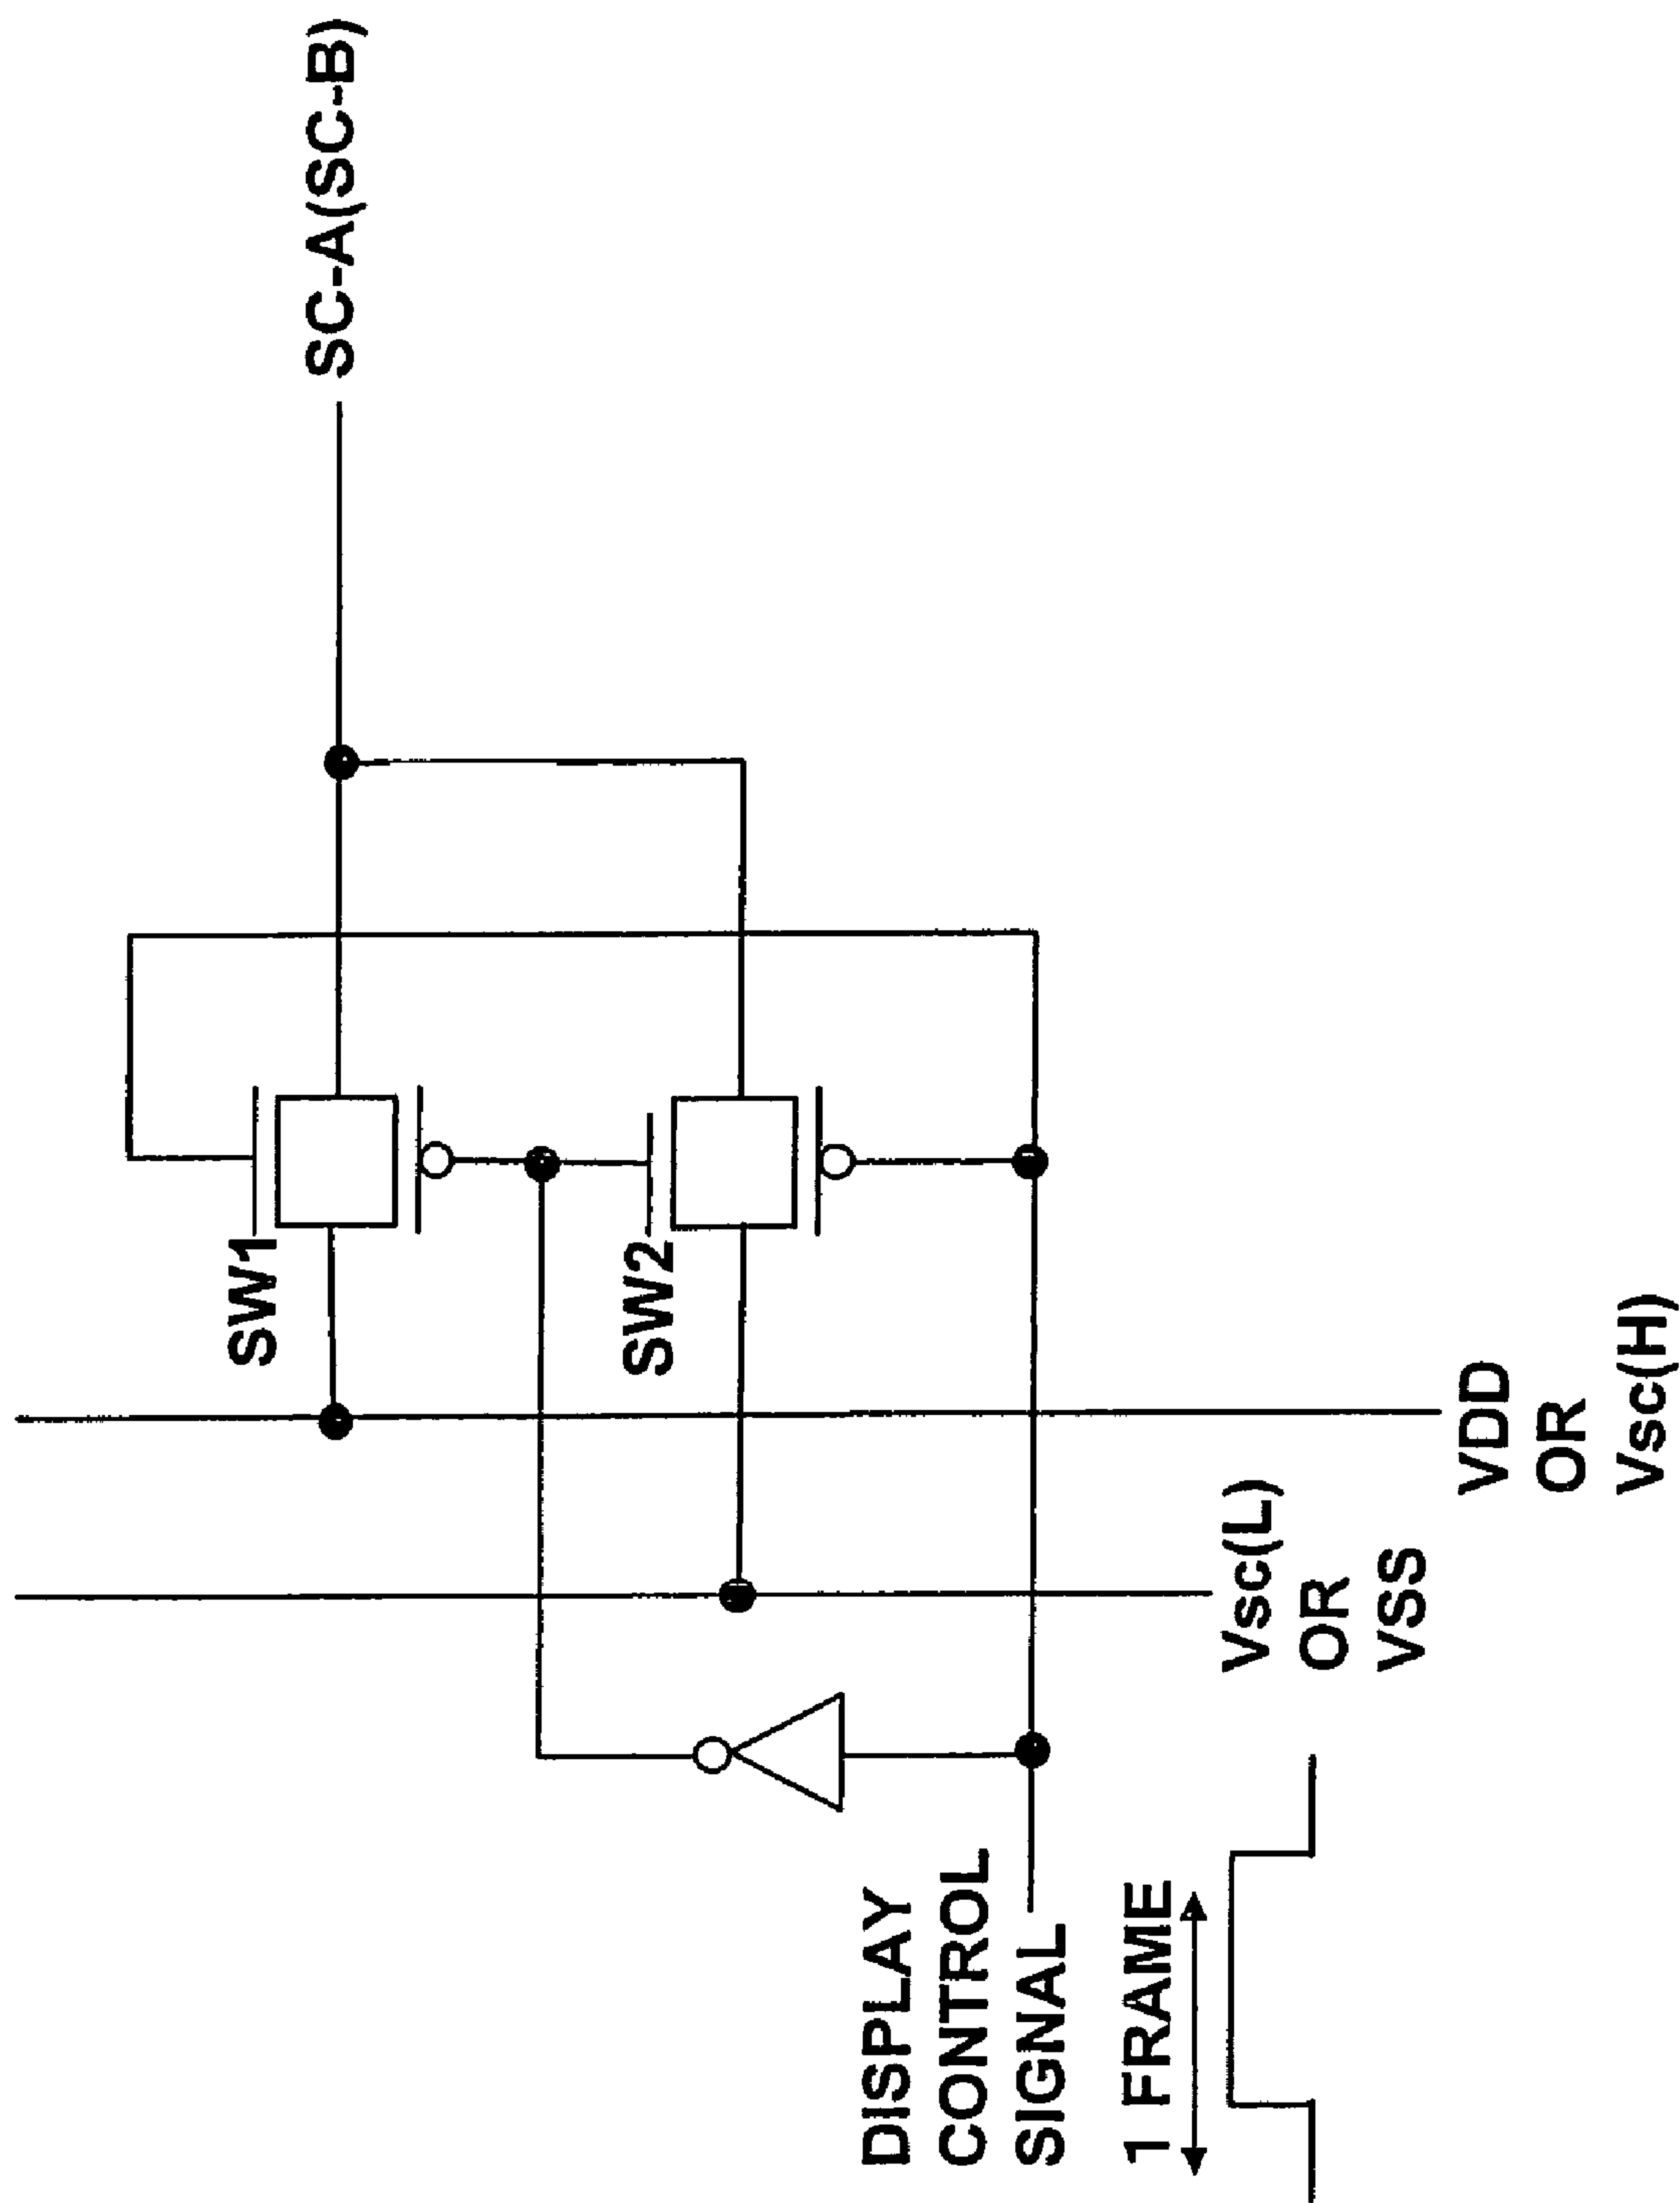 SC-A(SC-B)
SW1
SW2
DISPLAY
CONTROL
SIGNAL
1 FRAME
Vsc(L)
OR
VSS
VDD
OR
Vsc(H)